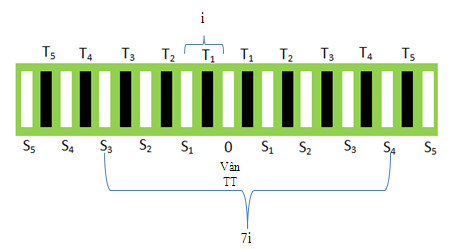 i
T₅ T₄ T₃ T₂ T₁ T₁ T₂ T₃ T₄ T₅
S₅ S₄ S₃ S₂ S₁ 0 S₁ S₂ S₃ S₄ S₅
Vân
TT
7i